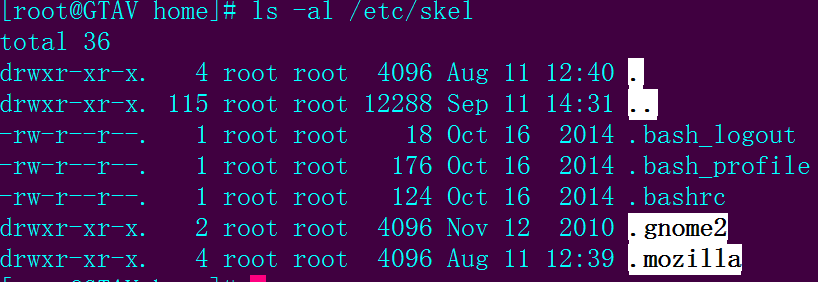 [root@GTAV home]# ls -al /etc/skel
total 36
drwxr-xr-x.   4 root root  4096 Aug 11 12:40 .
drwxr-xr-x. 115 root root 12288 Sep 11 14:31 ..
-rw-r--r--.   1 root root    18 Oct 16  2014 .bash_logout
-rw-r--r--.   1 root root   176 Oct 16  2014 .bash_profile
-rw-r--r--.   1 root root   124 Oct 16  2014 .bashrc
drwxr-xr-x.   2 root root  4096 Nov 12  2010 .gnome2
drwxr-xr-x.   4 root root  4096 Aug 11 12:39 .mozilla
[root@GTAV home]#